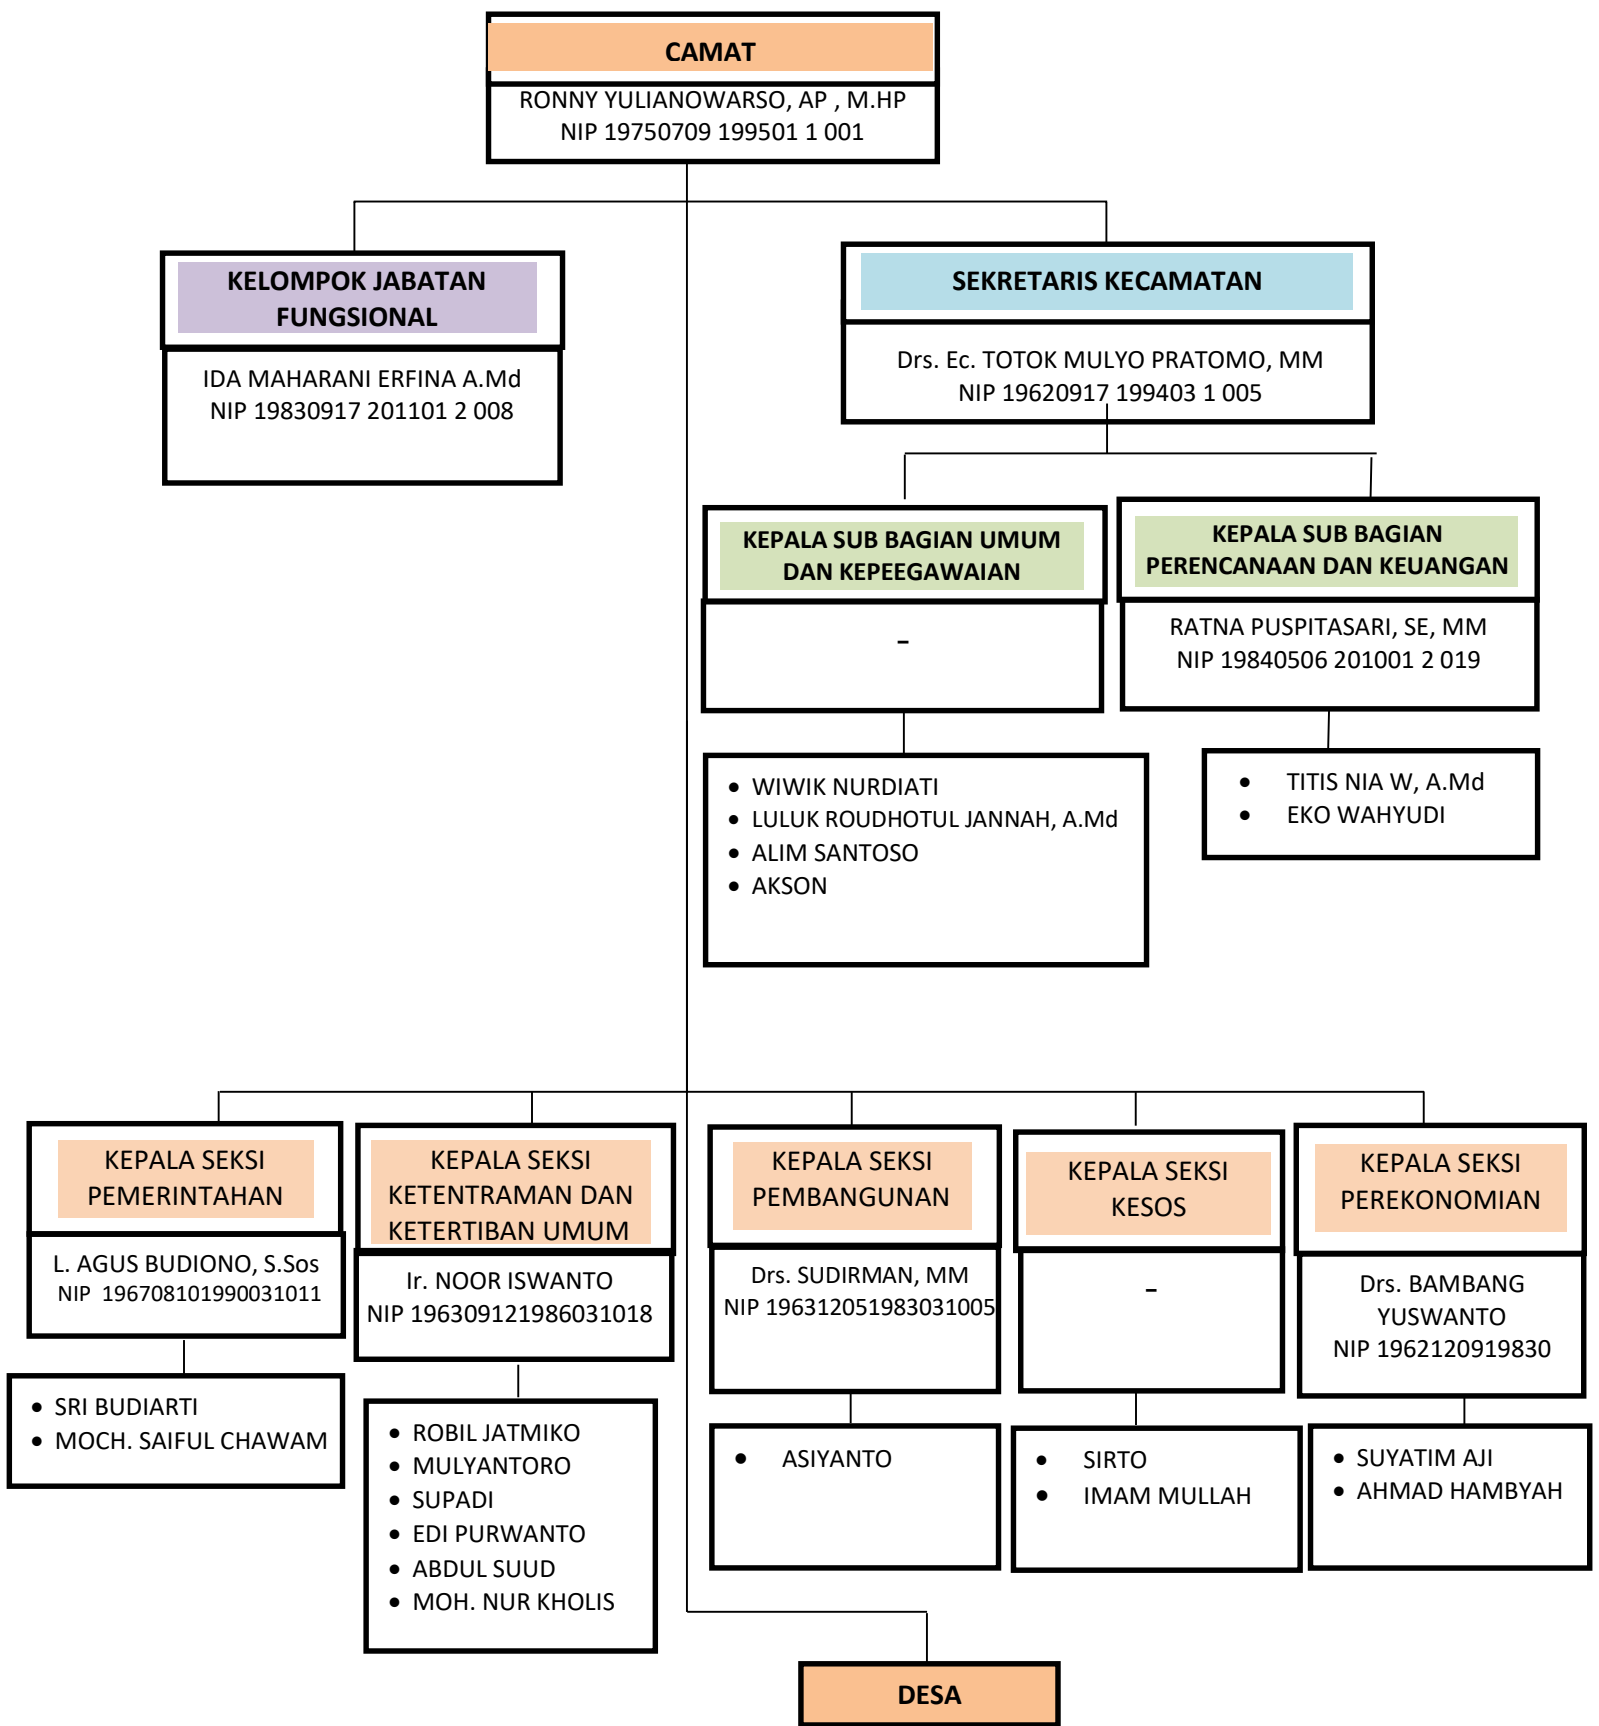 CAMAT
RONNY YULIANOWARSO, AP , M.HP
NIP 19750709 199501 1 001
KELOMPOK JABATAN
FUNGSIONAL
IDA MAHARANI ERFINA A.Md
NIP 19830917 201101 2 008
SEKRETARIS KECAMATAN
Drs. Ec. TOTOK MULYO PRATOMO, MM
NIP 19620917 199403 1 005
KEPALA SUB BAGIAN UMUM
DAN KEPEEGAWAIAN
-
• WIWIK NURDIATI
• LULUK ROUDHOTUL JANNAH, A.Md
• ALIM SANTOSO
• AKSON
KEPALA SUB BAGIAN
PERENCANAAN DAN KEUANGAN
RATNA PUSPITASARI, SE, MM
NIP 19840506 201001 2 019
• TITIS NIA W, A.Md
• EKO WAHYUDI
KEPALA SEKSI
PEMERINTAHAN
L. AGUS BUDIONO, S.Sos
NIP 196708101990031011
• SRI BUDIARTI
• MOCH. SAIFUL CHAWAM
KEPALA SEKSI
KETENTRAMAN DAN
KETERTIBAN UMUM
Ir. NOOR ISWANTO
NIP 196309121986031018
• ROBIL JATMIKO
• MULYANTORO
• SUPADI
• EDI PURWANTO
• ABDUL SUUD
• MOH. NUR KHOLIS
KEPALA SEKSI
PEMBANGUNAN
Drs. SUDIRMAN, MM
NIP 196312051983031005
• ASIYANTO
KEPALA SEKSI
KESOS
-
• SIRTO
• IMAM MULLAH
KEPALA SEKSI
PEREKONOMIAN
Drs. BAMBANG
YUSWANTO
NIP 1962120919830
• SUYATIM AJI
• AHMAD HAMBYAH
DESA